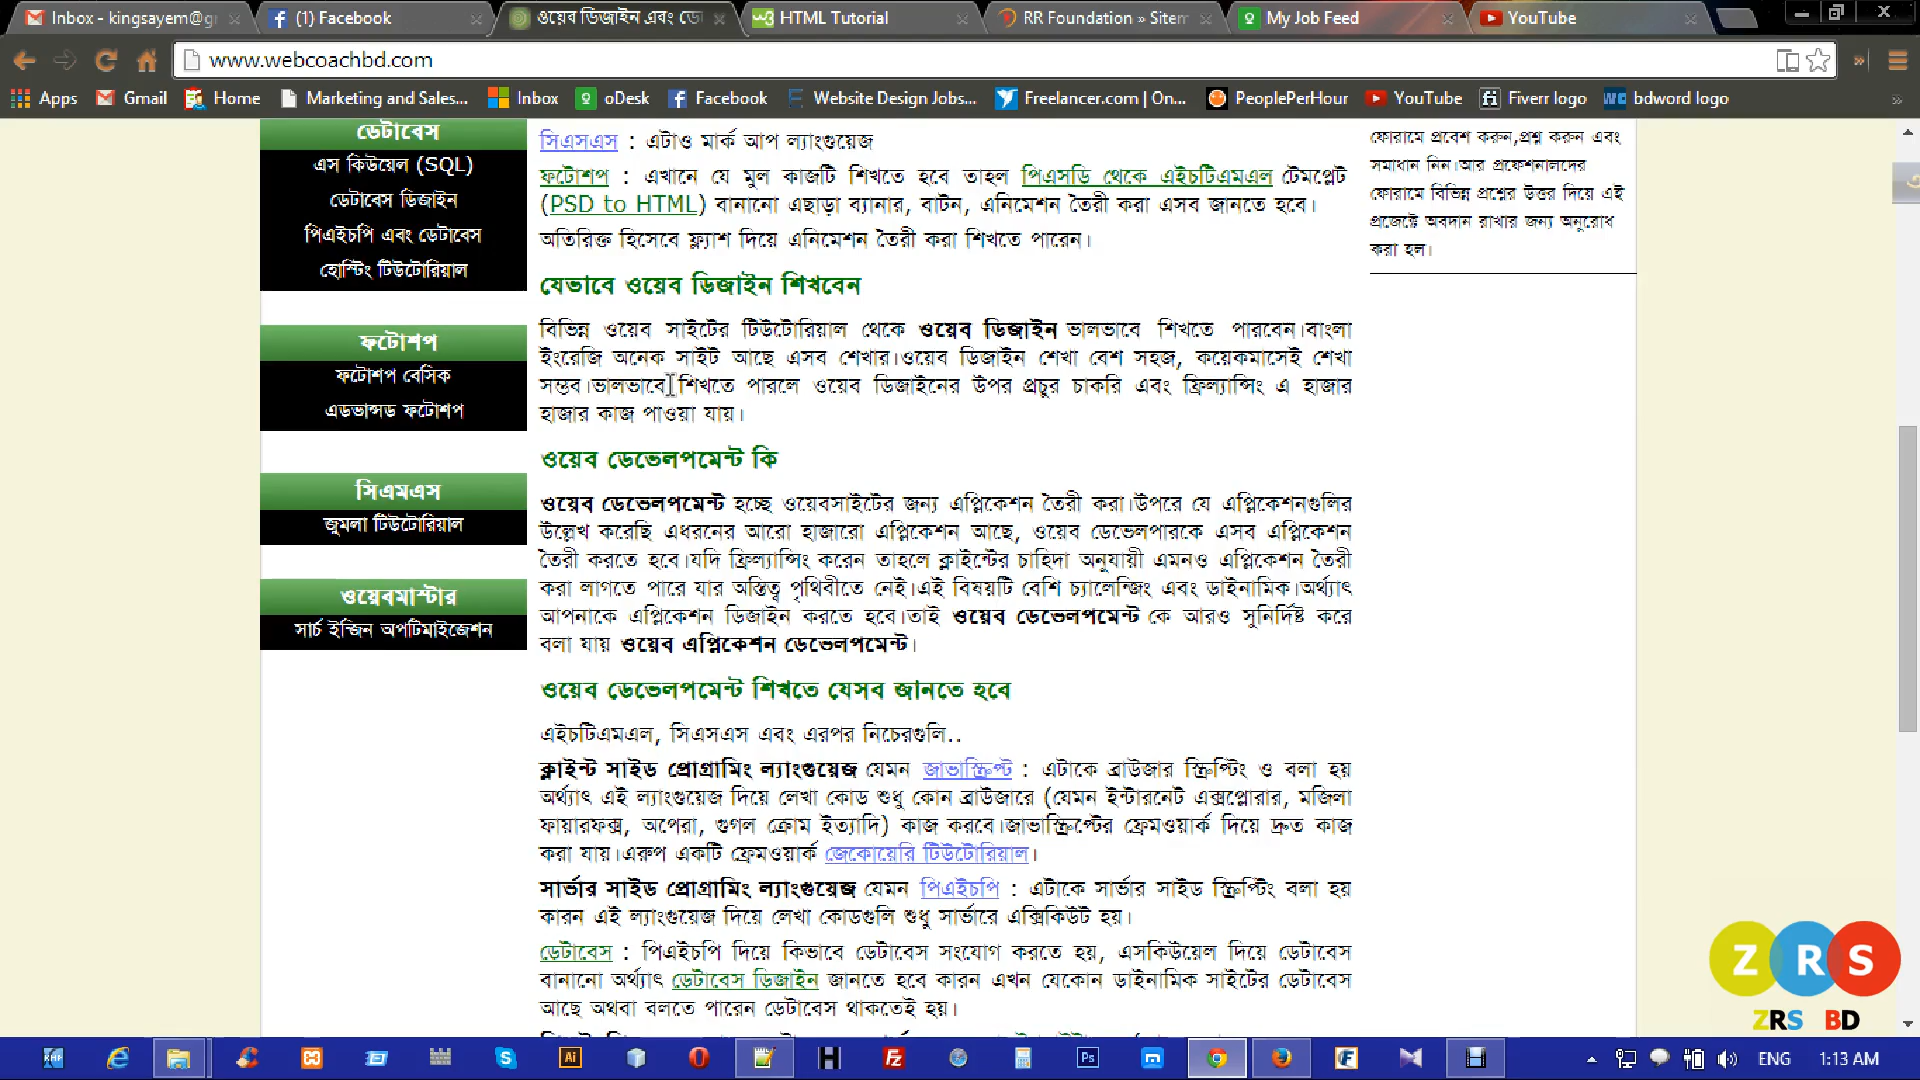 Inbox - kingsayem@g
(1) Facebook
ওয়েব ডিজাইন এবং ডে
HTML Tutorial
RR Foundation » Sitem
My Job Feed
YouTube
www.webcoachbd.com
Apps
Gmail
Home
Marketing and Sales...
Inbox
oDesk
Facebook
Website Design Jobs...
Freelancer.com | On...
PeoplePerHour
YouTube
Fiverr logo
bdword logo
ডেটাবেস
এস কিউয়েল (SQL)
ডেটাবেস ডিজাইন
পিএইচপি এবং ডেটাবেস
হোস্টিং টিউটোরিয়াল
ফটোশপ
ফটোশপ বেসিক
এডভান্সড ফটোশপ
সিএমএস
জুমলা টিউটোরিয়াল
ওয়েবমাস্টার
সার্চ ইন্জিন অপটিমাইজেশন
সিএসএস : এটাও মার্ক আপ ল্যাংগুয়েজ
ফটোশপ : এখানে যে মুল কাজটি শিখতে হবে তাহল পিএসডি থেকে এইচটিএমএল টেমপ্লেট
(PSD to HTML) বানানো এছাড়া ব্যানার, বাটন, এনিমেশন তৈরী করা এসব জানতে হবে।
অতিরিক্ত হিসেবে ফ্ল্যাশ দিয়ে এনিমেশন তৈরী করা শিখতে পারেন।
যেভাবে ওয়েব ডিজাইন শিখবেন
বিভিন্ন ওয়েব সাইটের টিউটোরিয়াল থেকে ওয়েব ডিজাইন ভালভাবে শিখতে পারবেন।বাংলা
ইংরেজি অনেক সাইট আছে এসব শেখার।ওয়েব ডিজাইন শেখা বেশ সহজ, কয়েকমাসেই শেখা
সম্ভব।ভালভাবে শিখতে পারলে ওয়েব ডিজাইনের উপর প্রচুর চাকরি এবং ফ্রিল্যান্সিং এ হাজার
হাজার কাজ পাওয়া যায়।
ওয়েব ডেভেলপমেন্ট কি
ওয়েব ডেভেলপমেন্ট হচ্ছে ওয়েবসাইটের জন্য এপ্লিকেশন তৈরী করা।উপরে যে এপ্লিকেশনগুলির
উল্লেখ করেছি এধরনের আরো হাজারো এপ্লিকেশন আছে, ওয়েব ডেভেলপারকে এসব এপ্লিকেশন
তৈরী করতে হবে।যদি ফ্রিল্যান্সিং করেন তাহলে ক্লাইন্টের চাহিদা অনুযায়ী এমনও এপ্লিকেশন তৈরী
করা লাগতে পারে যার অস্তিত্ব পৃথিবীতে নেই।এই বিষয়টি বেশি চ্যালেন্জিং এবং ডাইনামিক।অর্থ্যাৎ
আপনাকে এপ্লিকেশন ডিজাইন করতে হবে।তাই ওয়েব ডেভেলপমেন্ট কে আরও সুনির্দিষ্ট করে
বলা যায় ওয়েব এপ্লিকেশন ডেভেলপমেন্ট।
ওয়েব ডেভেলপমেন্ট শিখতে যেসব জানতে হবে
এইচটিএমএল, সিএসএস এবং এরপর নিচেরগুলি..
ক্লাইন্ট সাইড প্রোগ্রামিং ল্যাংগুয়েজ যেমন জাভাস্ক্রিপ্ট : এটাকে ব্রাউজার স্ক্রিপ্টিং ও বলা হয়
অর্থ্যাৎ এই ল্যাংগুয়েজ দিয়ে লেখা কোড শুধু কোন ব্রাউজারে (যেমন ইন্টারনেট এক্সপ্লোরার, মজিলা
ফায়ারফক্স, অপেরা, গুগল ক্রোম ইত্যাদি) কাজ করবে।জাভাস্ক্রিপ্টের ফ্রেমওয়ার্ক দিয়ে দ্রুত কাজ
করা যায়।এরুপ একটি ফ্রেমওয়ার্ক জেকোয়েরি টিউটোরিয়াল।
সার্ভার সাইড প্রোগ্রামিং ল্যাংগুয়েজ যেমন পিএইচপি : এটাকে সার্ভার সাইড স্ক্রিপ্টিং বলা হয়
কারন এই ল্যাংগুয়েজ দিয়ে লেখা কোডগুলি শুধু সার্ভারে এক্সিকিউট হয়।
ডেটাবেস : পিএইচপি দিয়ে কিভাবে ডেটাবেস সংযোগ করতে হয়, এসকিউয়েল দিয়ে ডেটাবেস
বানানো অর্থ্যাৎ ডেটাবেস ডিজাইন জানতে হবে কারন এখন যেকোন ডাইনামিক সাইটের ডেটাবেস
আছে অথবা বলতে পারেন ডেটাবেস থাকতেই হয়।
ফোরামে প্রবেশ করুন,প্রশ্ন করুন এবং
সমাধান নিন।আর প্রফেশনালদের
ফোরামে বিভিন্ন প্রশ্নের উত্তর দিয়ে এই
প্রজেক্টে অবদান রাখার জন্য অনুরোধ
করা হল।
ZRS
ZRS BD
ENG
1:13 AM